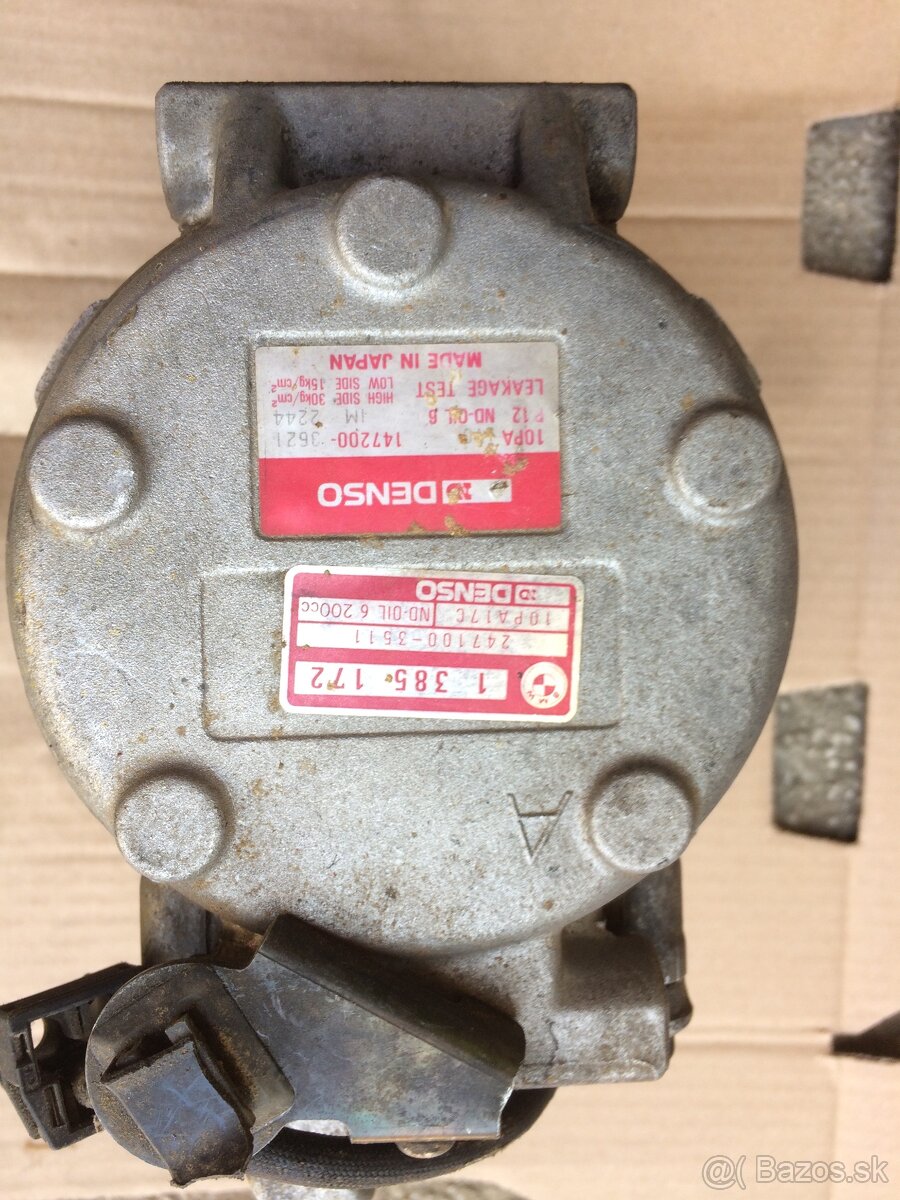 A
BMW 1 385 172
247100-3511
10PA17C ND-OIL 6 200cc
DENSO
DENSO
10PA 147200-3621
ND-OIL 6 IM 2244
LEAKAGE TEST HIGH SIDE 30kg/cm²
LOW SIDE 15kg/cm²
MADE IN JAPAN
@( Bazos.sk